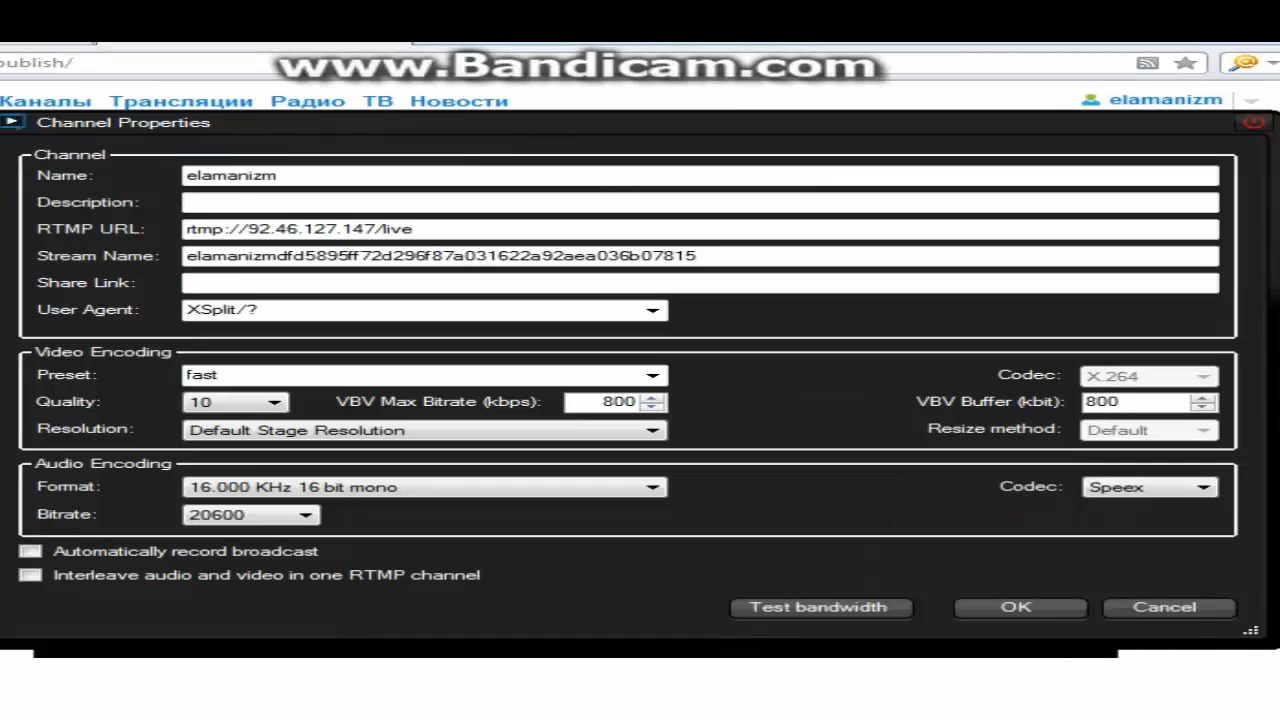 publish/
www.Bandicam.com
Каналы Трансляции Радио ТВ Новости elamanizm
Channel Properties
Channel
Name: elamanizm
Description:
RTMP URL: rtmp://92.46.127.147/live
Stream Name: elamanizmdfd5895ff72d296f87a031622a92aea036b07815
Share Link:
User Agent: XSplit/?
Video Encoding
Preset: fast Codec: X.264
Quality: 10 VBV Max Bitrate (kbps): 800 VBV Buffer (kbit): 800
Resolution: Default Stage Resolution Resize method: Default
Audio Encoding
Format: 16.000 KHz 16 bit mono Codec: Speex
Bitrate: 20600
Automatically record broadcast
Interleave audio and video in one RTMP channel
Test bandwidth OK Cancel